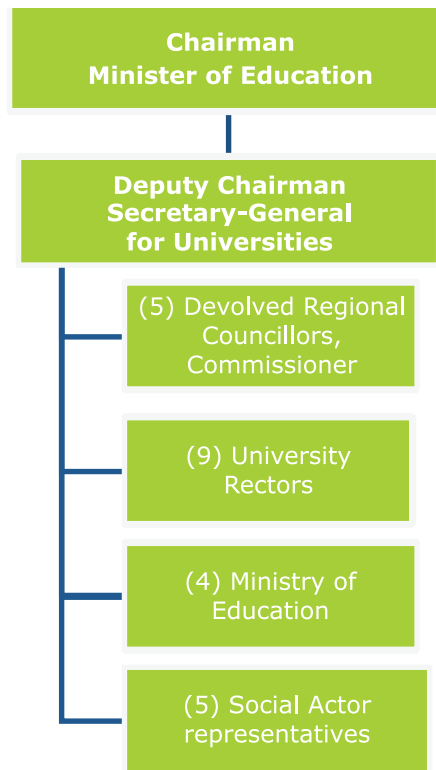 Chairman
Minister of Education
Deputy Chairman
Secretary-General
for Universities
(5) Devolved Regional
Councillors,
Commissioner
(9) University
Rectors
(4) Ministry of
Education
(5) Social Actor
representatives